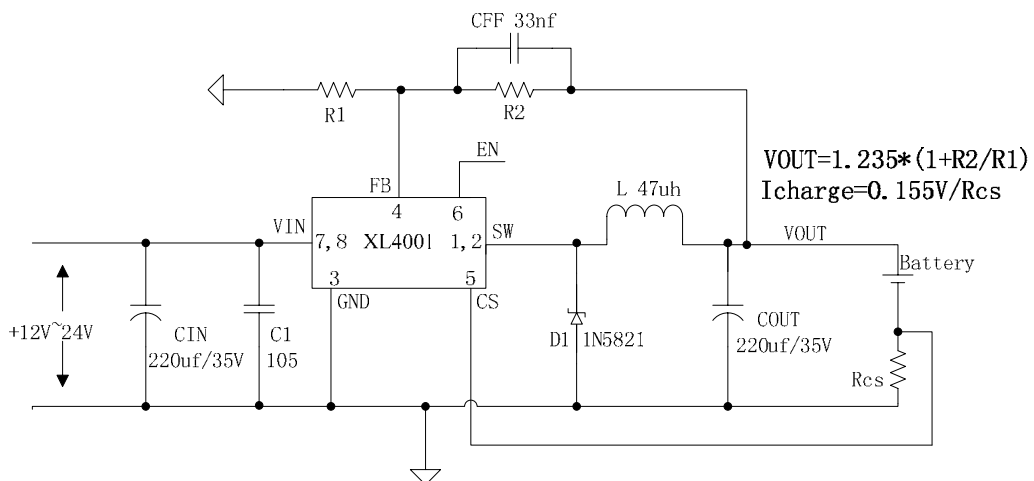 CFF 33nf
R1
R2
EN
VOUT=1.235*(1+R2/R1)
Icharge=0.155V/Rcs
FB
L 47uh
4
6
VIN
7,8
XL4001
1,2
SW
VOUT
3
5
Battery
GND
CS
+12V~24V
CIN
220uf/35V
C1
105
D1
1N5821
COUT
220uf/35V
Rcs